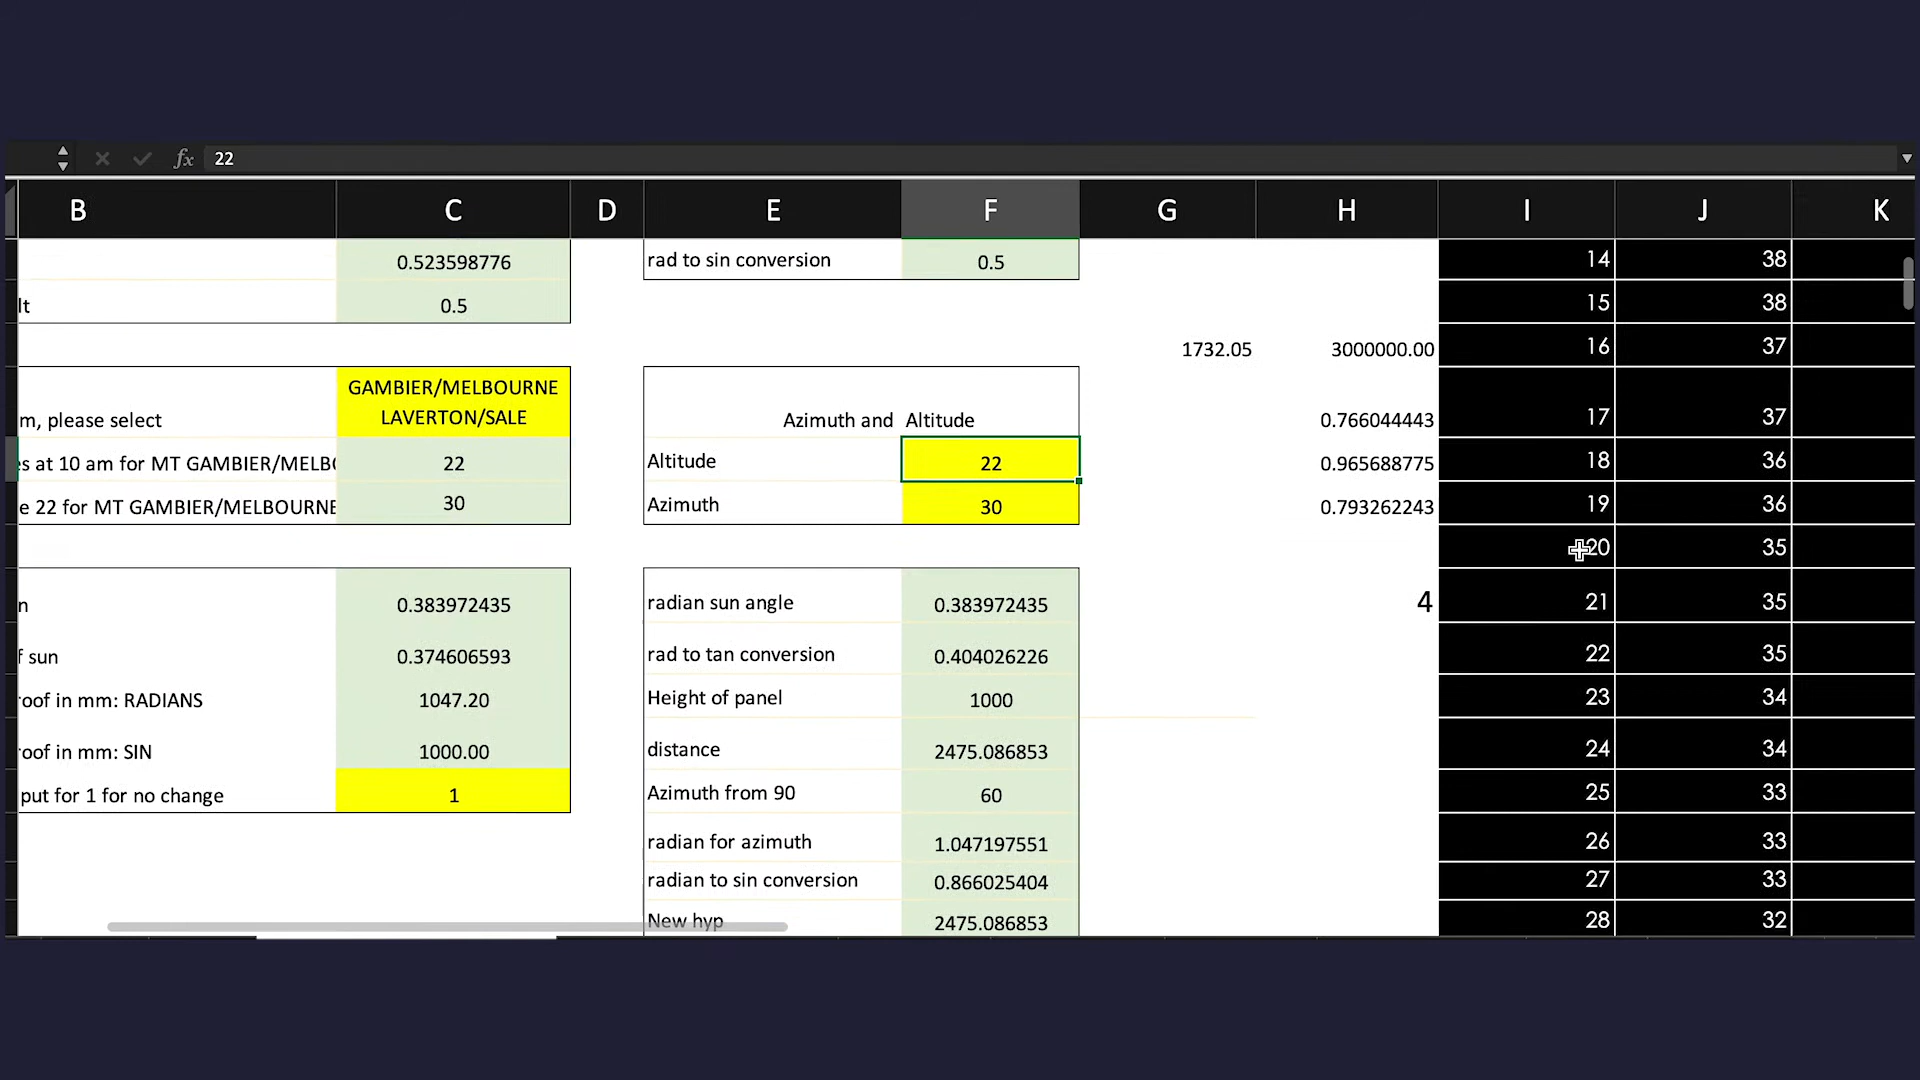 fx 22
B C D E F G H I J K
0.523598776 rad to sin conversion 0.5 14 38
lt 0.5 15 38
1732.05 3000000.00 16 37
GAMBIER/MELBOURNE
m, please select LAVERTON/SALE Azimuth and Altitude 0.766044443 17 37
es at 10 am for MT GAMBIER/MELBO 22 Altitude 22 0.965688775 18 36
e 22 for MT GAMBIER/MELBOURNE 30 Azimuth 30 0.793262243 19 36
20 35
n 0.383972435 radian sun angle 0.383972435 4 21 35
f sun 0.374606593 rad to tan conversion 0.404026226 22 35
roof in mm: RADIANS 1047.20 Height of panel 1000 23 34
roof in mm: SIN 1000.00 distance 2475.086853 24 34
put for 1 for no change 1 Azimuth from 90 60 25 33
radian for azimuth 1.047197551 26 33
radian to sin conversion 0.866025404 27 33
New hyp 2475.086853 28 32